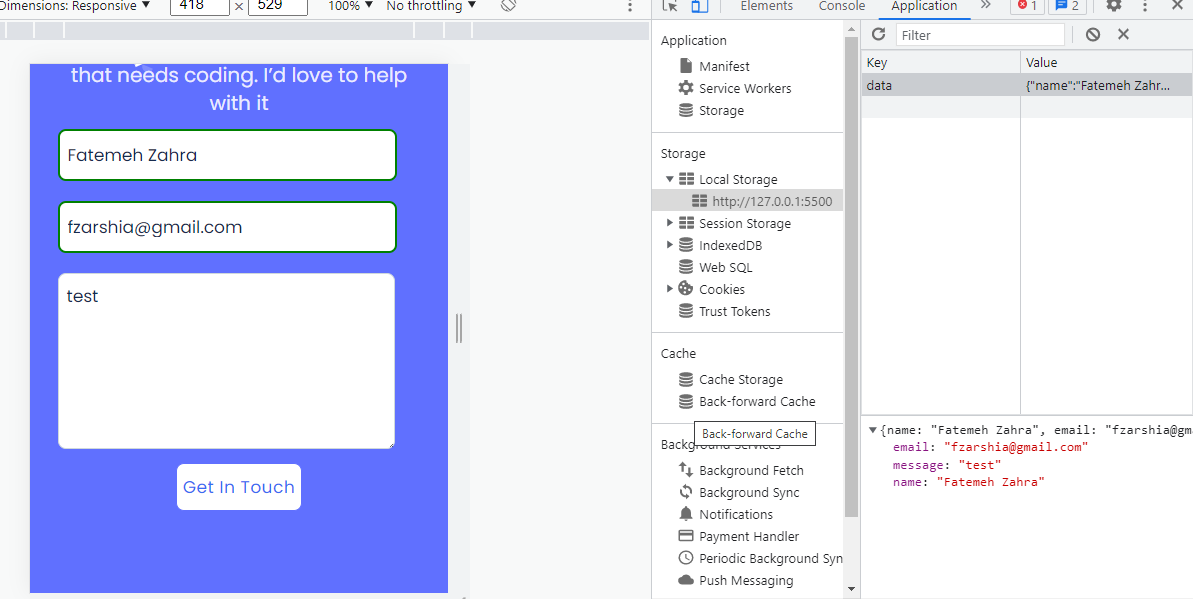 Dimensions: Responsive ▼ 418 × 529 100% ▼ No throttling ▼
Elements Console Application » 1 2
that needs coding. I’d love to help
with it
Fatemeh Zahra
fzarshia@gmail.com
test
Get In Touch
Application
Manifest
Service Workers
Storage
Storage
Local Storage
http://127.0.0.1:5500
Session Storage
IndexedDB
Web SQL
Cookies
Trust Tokens
Cache
Cache Storage
Back-forward Cache
Back-forward Cache
Background Services
Background Fetch
Background Sync
Notifications
Payment Handler
Periodic Background Syn
Push Messaging
Filter
Key Value
data {"name":"Fatemeh Zahr...
{name: "Fatemeh Zahra", email: "fzarshia@gm
email: "fzarshia@gmail.com"
message: "test"
name: "Fatemeh Zahra"